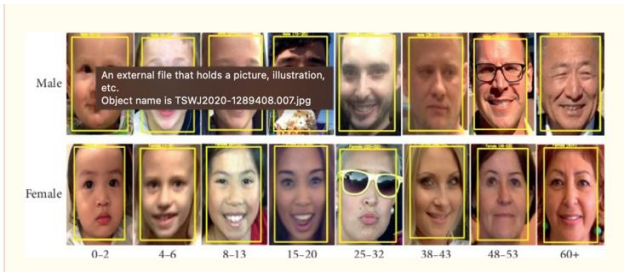 Male
An external file that holds a picture, illustration,
etc.
Object name is TSWJ2020-1289408.007.jpg
Female
0–2 4–6 8–13 15–20 25–32 38–43 48–53 60+